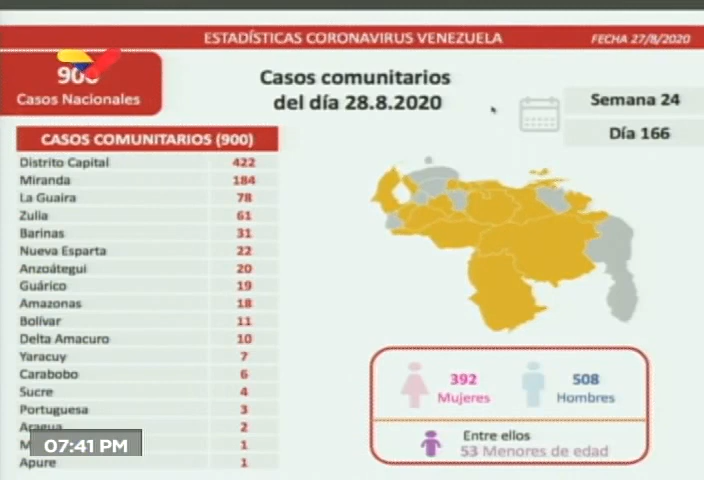 ESTADÍSTICAS CORONAVIRUS VENEZUELA
FECHA 27/8/2020
900
Casos Nacionales
Casos comunitarios
del día 28.8.2020
Semana 24
Día 166
CASOS COMUNITARIOS (900)
Distrito Capital 422
Miranda 184
La Guaira 78
Zulia 61
Barinas 31
Nueva Esparta 22
Anzoátegui 20
Guárico 19
Amazonas 18
Bolívar 11
Delta Amacuro 10
Yaracuy 7
Carabobo 6
Sucre 4
Portuguesa 3
Aragua 2
1
Apure 1
07:41 PM
392
Mujeres
508
Hombres
Entre ellos
53 Menores de edad